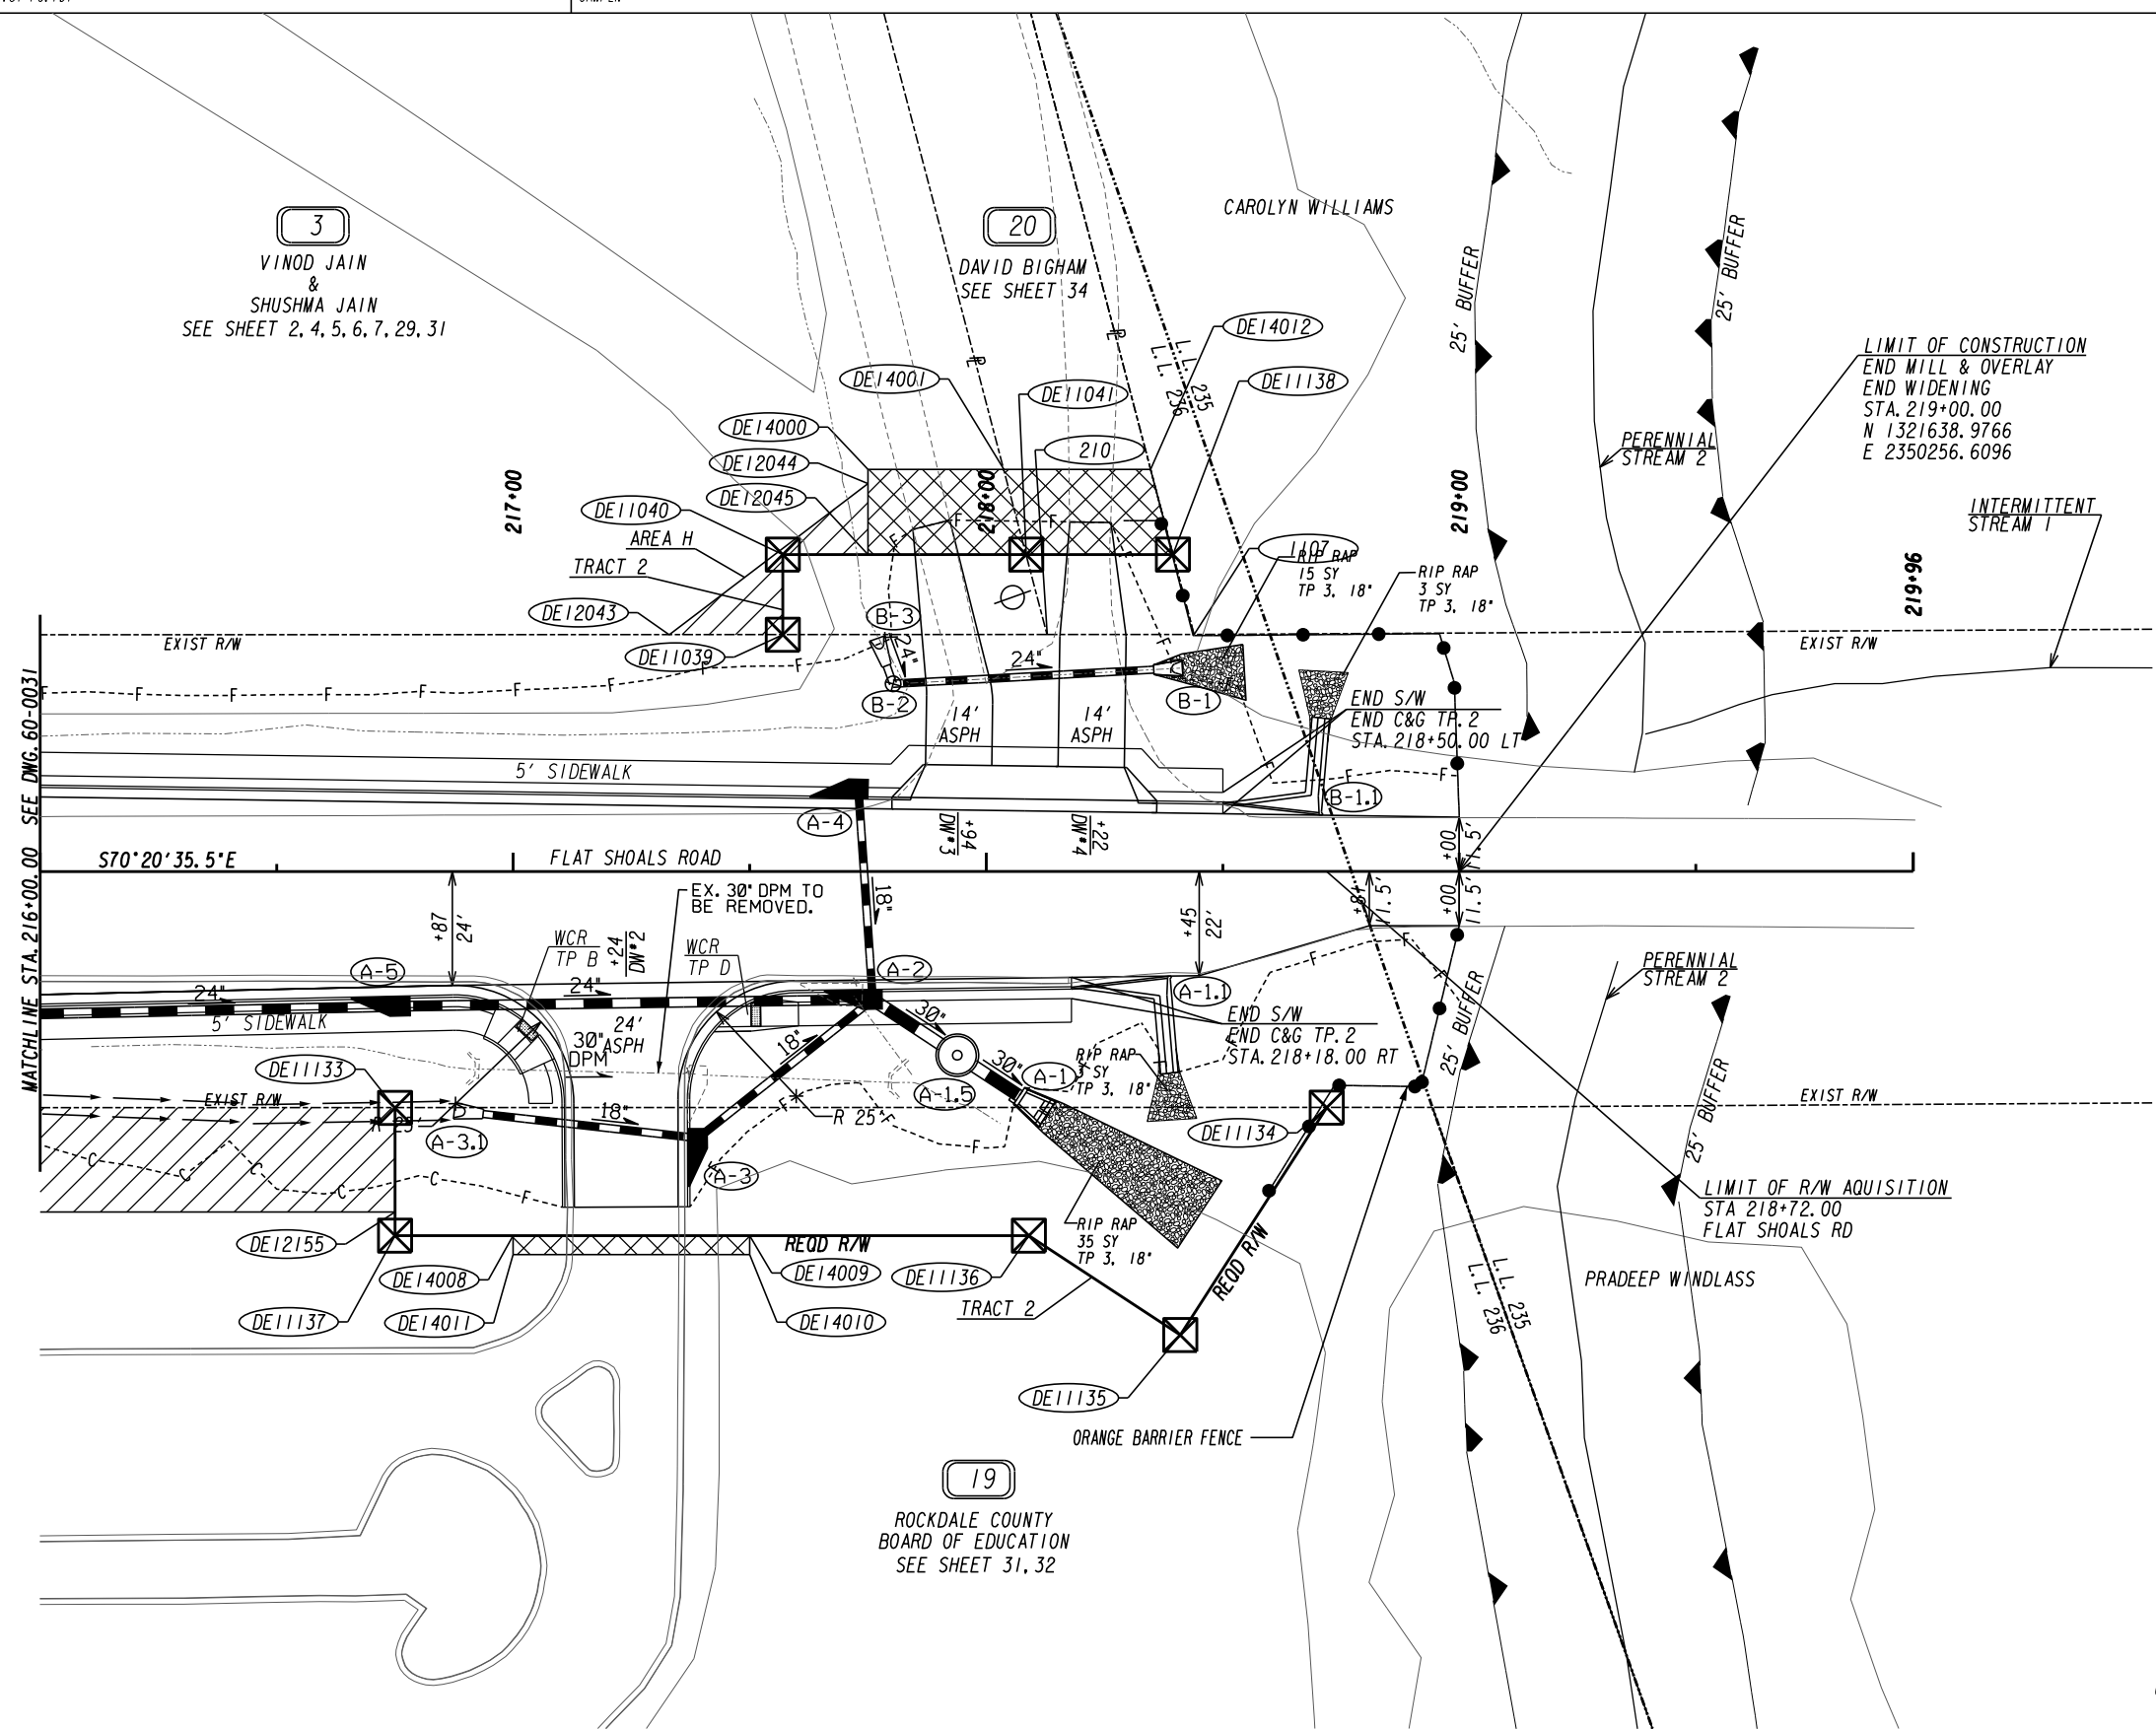 3
VINOD JAIN
&
SHUSHMA JAIN
SEE SHEET 2,4,5,6,7,29,31
20
DAVID BIGHAM
SEE SHEET 34
CAROLYN WILLIAMS
25' BUFFER
25' BUFFER
LIMIT OF CONSTRUCTION
END MILL & OVERLAY
END WIDENING
STA.219+00.00
N 1321638.9766
E 2350256.6096
PERENNIAL
STREAM 2
INTERMITTENT
STREAM 1
L.L. 235
L.L. 236
DE14012
DE14001
DE11041
DE11138
DE14000
210
DE12044
DE12045
DE11040
AREA H
TRACT 2
DE12043
DE11039
217+00
218+00
219+00
219+96
1107
RIP RAP
15 SY
TP 3, 18"
RIP RAP
3 SY
TP 3, 18"
EXIST R/W
EXIST R/W
B-3
24"
24"
B-2
B-1
14'
ASPH
14'
ASPH
END S/W
END C&G TP.2
STA.218+50.00 LT
B-1.1
5' SIDEWALK
A-4
+94
DW#3
+22
DW#4
MATCHLINE STA.216+00.00 SEE DWG.60-0031
S70°20'35.5"E
FLAT SHOALS ROAD
+00
11.5'
+00
11.5'
+81
11.5'
+45
22'
+87
24'
EX.30" DPM TO
BE REMOVED.
18"
WCR
TP B
+24
DW#2
WCR
TP D
A-5
A-2
24"
24"
5' SIDEWALK
24'
ASPH
30"
DPM
30"
18"
A-1.1
END S/W
END C&G TP.2
STA.218+18.00 RT
PERENNIAL
STREAM 2
25' BUFFER
25' BUFFER
30"
A-1
RIP RAP
3 SY
TP 3, 18"
A-1.5
DE11133
EXIST R/W
EXIST R/W
R 25'
R 25'
18"
A-3.1
A-3
DE11134
LIMIT OF R/W AQUISITION
STA 218+72.00
FLAT SHOALS RD
RIP RAP
35 SY
TP 3, 18"
DE12155
REQD R/W
REQD R/W
DE14008
DE14009
DE11136
TRACT 2
DE11137
DE14011
DE14010
PRADEEP WINDLASS
L.L. 235
L.L. 236
DE11135
ORANGE BARRIER FENCE
19
ROCKDALE COUNTY
BOARD OF EDUCATION
SEE SHEET 31,32